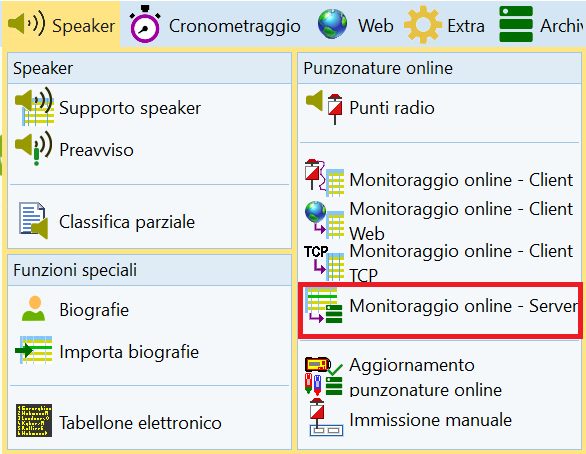 Speaker Cronometraggio Web Extra Archiv
Speaker
Supporto speaker
Preavviso
Classifica parziale
Funzioni speciali
Biografie
Importa biografie
Tabellone elettronico
Punzonature online
Punti radio
Monitoraggio online - Client
Monitoraggio online - Client
Web
Monitoraggio online - Client
TCP
TCP
Monitoraggio online - Server
Aggiornamento
punzonature online
Immissione manuale